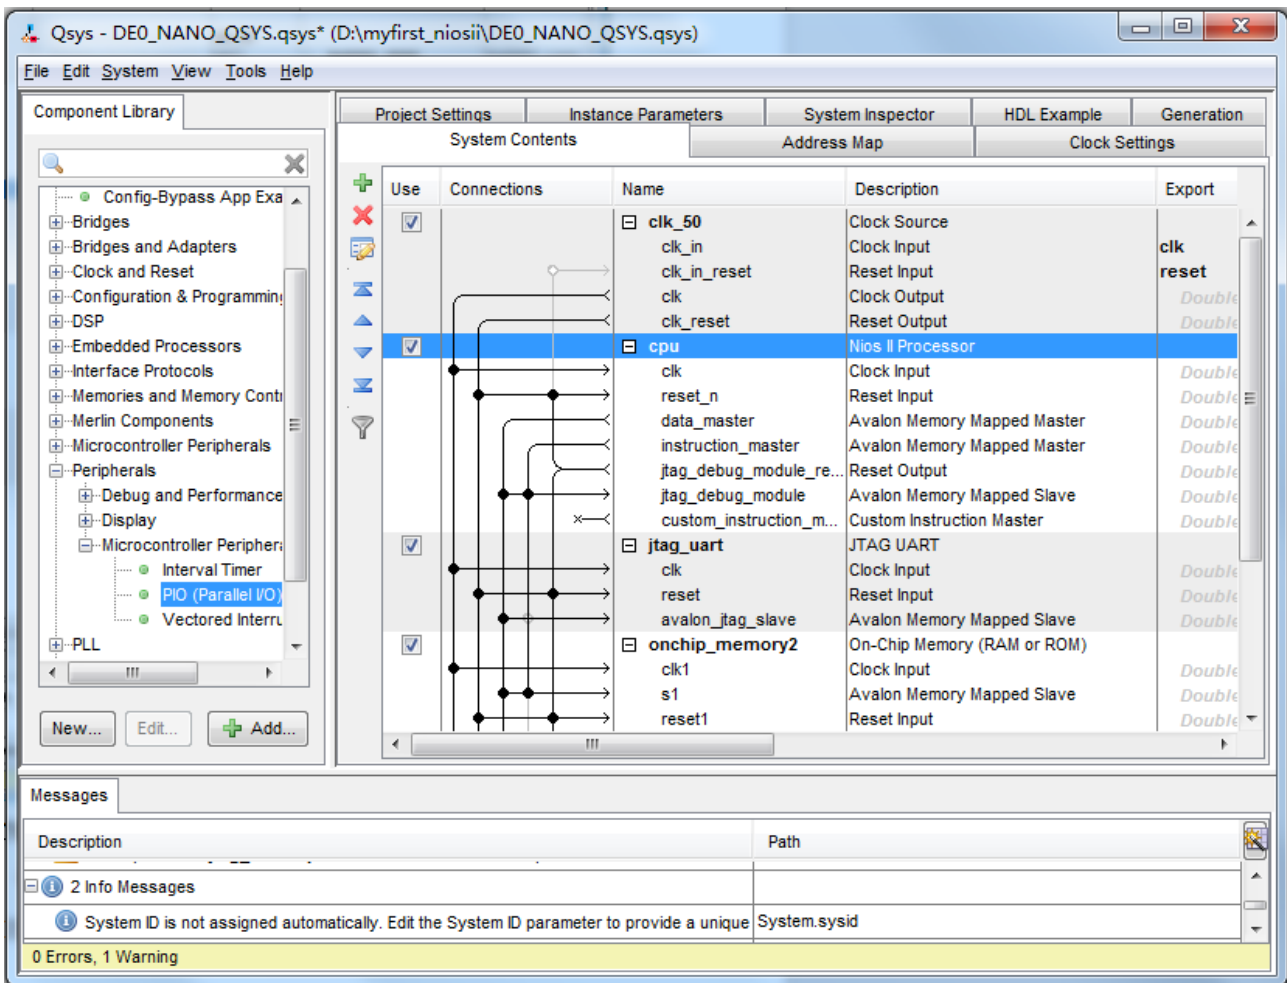 Qsys - DE0_NANO_QSYS.qsys* (D:\myfirst_niosii\DE0_NANO_QSYS.qsys)
File Edit System View Tools Help
Component Library
Config-Bypass App Exa
Bridges
Bridges and Adapters
Clock and Reset
Configuration & Programmin
DSP
Embedded Processors
Interface Protocols
Memories and Memory Contr
Merlin Components
Microcontroller Peripherals
Peripherals
Debug and Performance
Display
Microcontroller Periphera
Interval Timer
PIO (Parallel I/O)
Vectored Interru
PLL
New... Edit... Add...
Project Settings Instance Parameters System Inspector HDL Example Generation
System Contents Address Map Clock Settings
Use Connections Name Description Export
clk_50 Clock Source
clk_in Clock Input clk
clk_in_reset Reset Input reset
clk Clock Output Double
clk_reset Reset Output Double
cpu Nios II Processor
clk Clock Input Double
reset_n Reset Input Double
data_master Avalon Memory Mapped Master Double
instruction_master Avalon Memory Mapped Master Double
jtag_debug_module_re... Reset Output Double
jtag_debug_module Avalon Memory Mapped Slave Double
custom_instruction_m... Custom Instruction Master Double
jtag_uart JTAG UART
clk Clock Input Double
reset Reset Input Double
avalon_jtag_slave Avalon Memory Mapped Slave Double
onchip_memory2 On-Chip Memory (RAM or ROM)
clk1 Clock Input Double
s1 Avalon Memory Mapped Slave Double
reset1 Reset Input Double
Messages
Description Path
2 Info Messages
System ID is not assigned automatically. Edit the System ID parameter to provide a unique System.sysid
0 Errors, 1 Warning